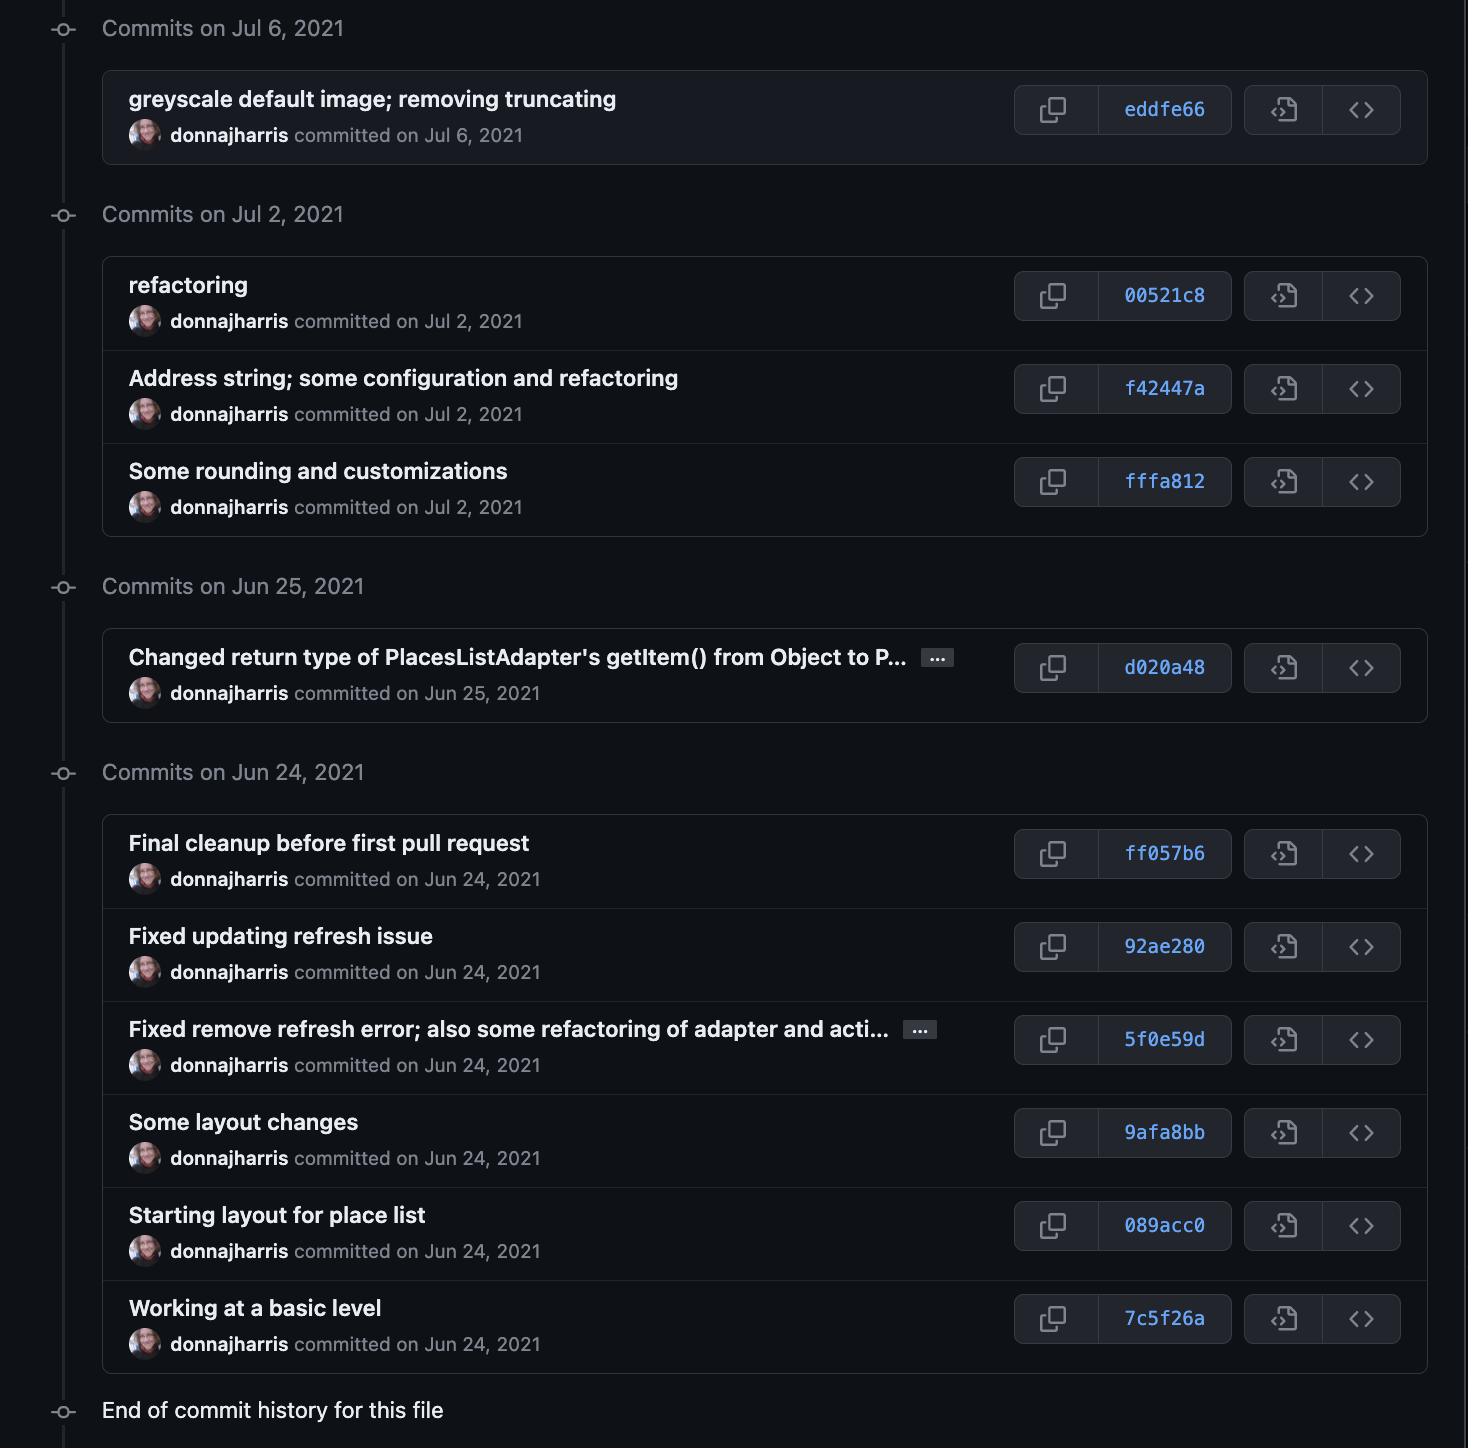 Commits on Jul 6, 2021
greyscale default image; removing truncating
eddfe66
donnajharris committed on Jul 6, 2021
Commits on Jul 2, 2021
refactoring
00521c8
donnajharris committed on Jul 2, 2021
Address string; some configuration and refactoring
f42447a
donnajharris committed on Jul 2, 2021
Some rounding and customizations
fffa812
donnajharris committed on Jul 2, 2021
Commits on Jun 25, 2021
Changed return type of PlacesListAdapter's getItem() from Object to P... ...
d020a48
donnajharris committed on Jun 25, 2021
Commits on Jun 24, 2021
Final cleanup before first pull request
ff057b6
donnajharris committed on Jun 24, 2021
Fixed updating refresh issue
92ae280
donnajharris committed on Jun 24, 2021
Fixed remove refresh error; also some refactoring of adapter and acti... ...
5f0e59d
donnajharris committed on Jun 24, 2021
Some layout changes
9afa8bb
donnajharris committed on Jun 24, 2021
Starting layout for place list
089acc0
donnajharris committed on Jun 24, 2021
Working at a basic level
7c5f26a
donnajharris committed on Jun 24, 2021
End of commit history for this file